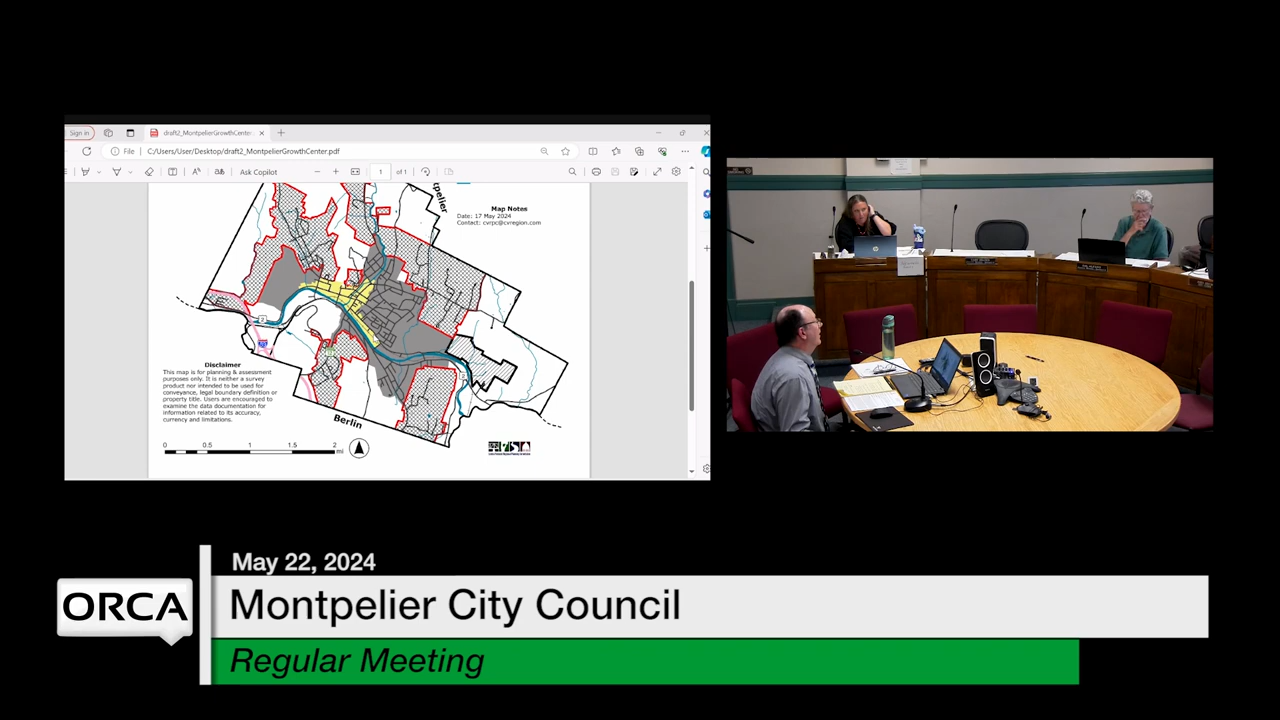 Sign in
draft2_MontpelierGrowthCenter.
File
C:/Users/User/Desktop/draft2_MontpelierGrowthCenter.pdf
Ask Copilot
1
of 1
Map Notes
Date: 17 May 2024
Contact: cvrpc@cvregion.com
Disclaimer
This map is for planning & assessment
purposes only. It is neither a survey
product nor intended to be used for
conveyance, legal boundary definition or
property title. Users are encouraged to
examine the data documentation for
information related to its accuracy,
currency and limitations.
Berlin
0 0.5 1 1.5 2
mi
hp
May 22, 2024
ORCA
Montpelier City Council
Regular Meeting